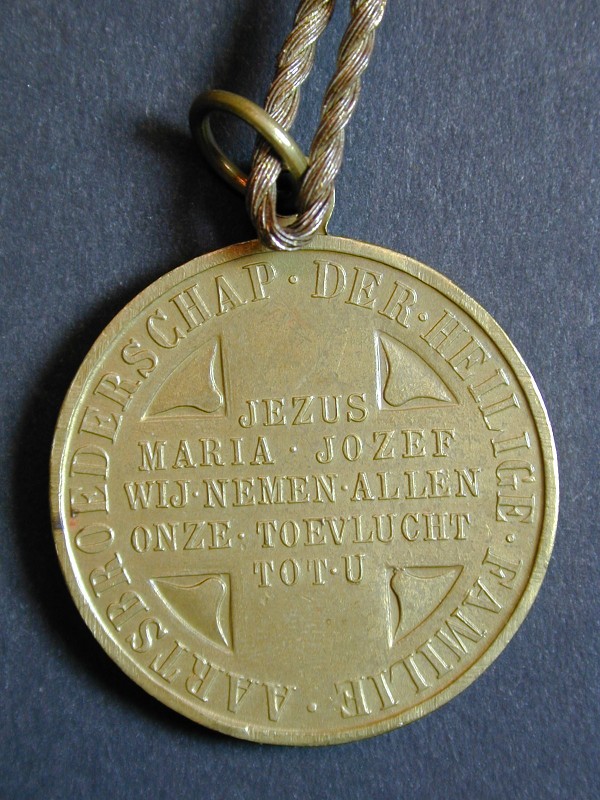 AARTSBROEDERSCHAP · DER · HEILIGE · FAMILIE ·
JEZUS
MARIA · JOZEF
WIJ · NEMEN · ALLEN
ONZE · TOEVLUCHT
TOT · U